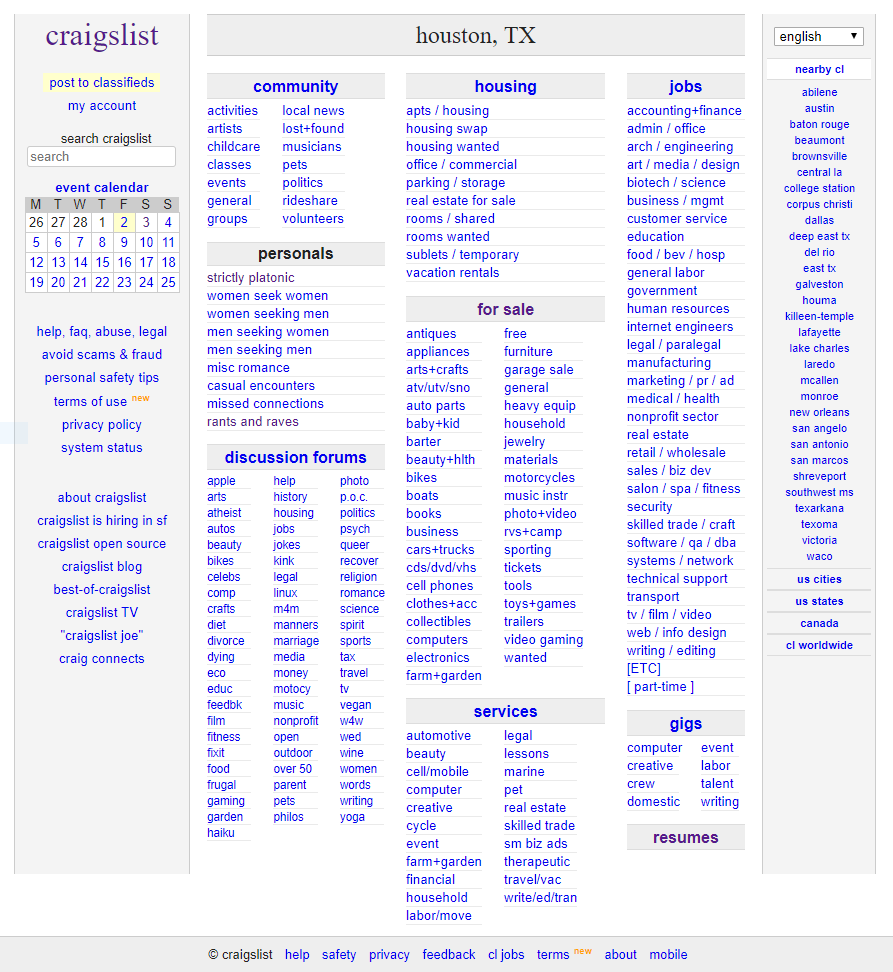 craigslist
post to classifieds
my account
search craigslist
search
event calendar
M T W T F S S
26 27 28 1 2 3 4
5 6 7 8 9 10 11
12 13 14 15 16 17 18
19 20 21 22 23 24 25
help, faq, abuse, legal
avoid scams & fraud
personal safety tips
terms of use new
privacy policy
system status
about craigslist
craigslist is hiring in sf
craigslist open source
craigslist blog
best-of-craigslist
craigslist TV
"craigslist joe"
craig connects
houston, TX
community
activities
artists
childcare
classes
events
general
groups
local news
lost+found
musicians
pets
politics
rideshare
volunteers
personals
strictly platonic
women seek women
women seeking men
men seeking women
men seeking men
misc romance
casual encounters
missed connections
rants and raves
discussion forums
apple
arts
atheist
autos
beauty
bikes
celebs
comp
crafts
diet
divorce
dying
eco
educ
feedbk
film
fitness
fixit
food
frugal
gaming
garden
haiku
help
history
housing
jobs
jokes
kink
legal
linux
m4m
manners
marriage
media
money
motocy
music
nonprofit
open
outdoor
over 50
parent
pets
philos
photo
p.o.c.
politics
psych
queer
recover
religion
romance
science
spirit
sports
tax
travel
tv
vegan
w4w
wed
wine
women
words
writing
yoga
housing
apts / housing
housing swap
housing wanted
office / commercial
parking / storage
real estate for sale
rooms / shared
rooms wanted
sublets / temporary
vacation rentals
for sale
antiques
appliances
arts+crafts
atv/utv/sno
auto parts
baby+kid
barter
beauty+hlth
bikes
boats
books
business
cars+trucks
cds/dvd/vhs
cell phones
clothes+acc
collectibles
computers
electronics
farm+garden
free
furniture
garage sale
general
heavy equip
household
jewelry
materials
motorcycles
music instr
photo+video
rvs+camp
sporting
tickets
tools
toys+games
trailers
video gaming
wanted
services
automotive
beauty
cell/mobile
computer
creative
cycle
event
farm+garden
financial
household
labor/move
legal
lessons
marine
pet
real estate
skilled trade
sm biz ads
therapeutic
travel/vac
write/ed/tran
jobs
accounting+finance
admin / office
arch / engineering
art / media / design
biotech / science
business / mgmt
customer service
education
food / bev / hosp
general labor
government
human resources
internet engineers
legal / paralegal
manufacturing
marketing / pr / ad
medical / health
nonprofit sector
real estate
retail / wholesale
sales / biz dev
salon / spa / fitness
security
skilled trade / craft
software / qa / dba
systems / network
technical support
transport
tv / film / video
web / info design
writing / editing
[ETC]
[ part-time ]
gigs
computer
creative
crew
domestic
event
labor
talent
writing
resumes
english
nearby cl
abilene
austin
baton rouge
beaumont
brownsville
central la
college station
corpus christi
dallas
deep east tx
del rio
east tx
galveston
houma
killeen-temple
lafayette
lake charles
laredo
mcallen
monroe
new orleans
san angelo
san antonio
san marcos
shreveport
southwest ms
texarkana
texoma
victoria
waco
us cities
us states
canada
cl worldwide
© craigslist help safety privacy feedback cl jobs terms new about mobile